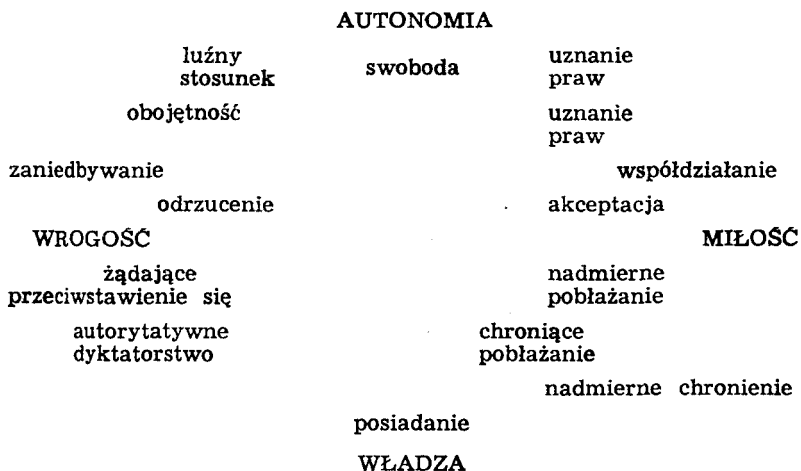 AUTONOMIA
luźny swoboda uznanie
stosunek praw
obojętność uznanie
praw
zaniedbywanie współdziałanie
odrzucenie akceptacja
WROGOŚĆ MIŁOŚĆ
żądające nadmierne
przeciwstawienie się pobłażanie
autorytatywne chroniące
dyktatorstwo pobłażanie
nadmierne chronienie
posiadanie
WŁADZA